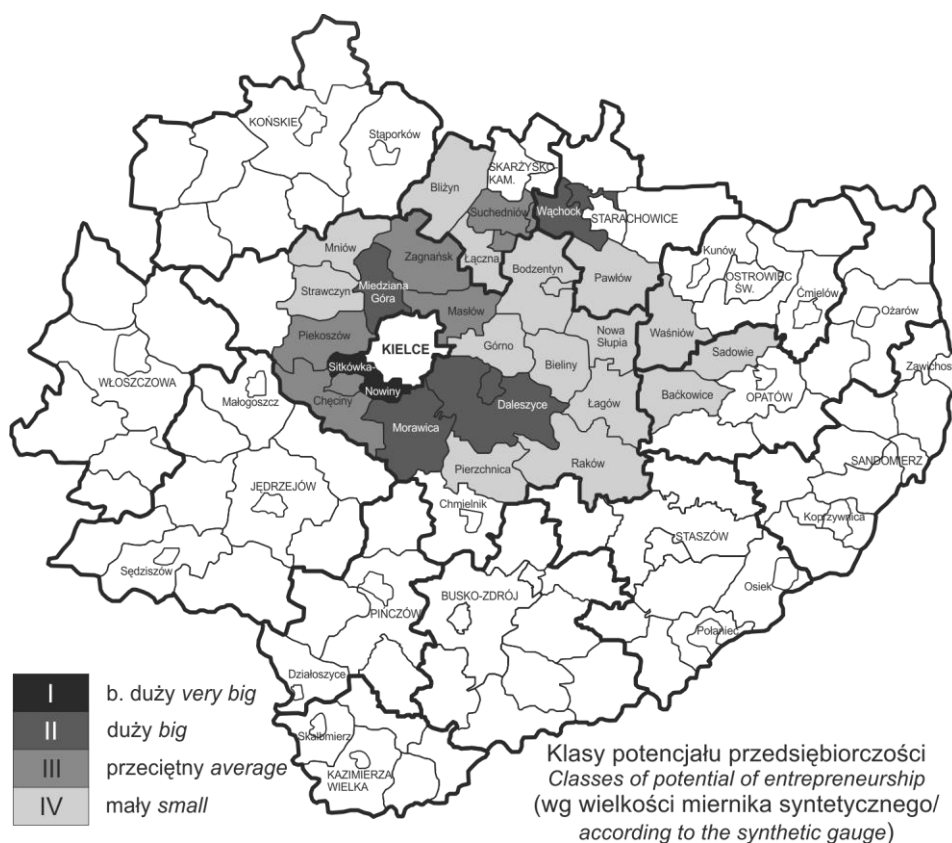 KOŃSKIE
Stąporków
SKARŻYSKO-
KAM.
Bliżyn
Suchedniów
Wąchock
STARACHOWICE
Mniów
Zagnańsk
Łączna
Bodzentyn
Pawłów
Kunów
OSTROWIEC
ŚW.
Ćmielów
Ożarów
Strawczyn
Miedziana
Góra
Masłów
Nowa
Słupia
Waśniów
Sadowie
Zawichost
Piekoszów
KIELCE
Górno
Bieliny
WŁOSZCZOWA
Małogoszcz
Sitkówka-
Nowiny
Chęciny
Daleszyce
Łagów
Baćkowice
OPATÓW
Morawica
Pierzchnica
Raków
SANDOMIERZ
JĘDRZEJÓW
Chmielnik
Koprzywnica
Sędziszów
STASZÓW
Osiek
PIŃCZÓW
BUSKO-ZDRÓJ
Połaniec
Działoszyce
Skalbmierz
KAZIMIERZA
WIELKA
I b. duży very big
II duży big
III przeciętny average
IV mały small
Klasy potencjału przedsiębiorczości
Classes of potential of entrepreneurship
(wg wielkości miernika syntetycznego/
according to the synthetic gauge)